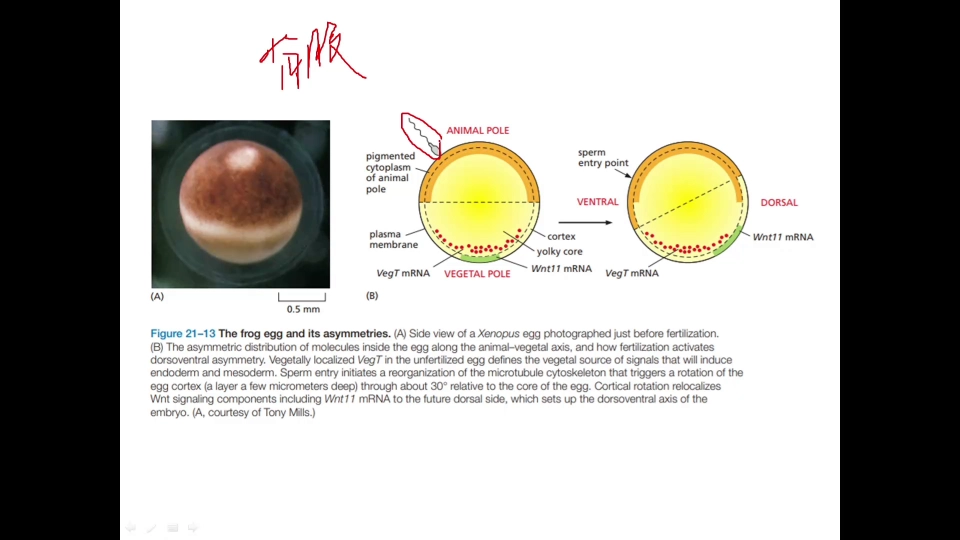 ANIMAL POLE
pigmented
cytoplasm
of animal
pole
plasma
membrane
VegT mRNA
VEGETAL POLE
Wnt11 mRNA
yolky core
cortex
sperm
entry point
VENTRAL
DORSAL
Wnt11 mRNA
VegT mRNA
(A)
0.5 mm
(B)
Figure 21–13 The frog egg and its asymmetries. (A) Side view of a Xenopus egg photographed just before fertilization.
(B) The asymmetric distribution of molecules inside the egg along the animal–vegetal axis, and how fertilization activates
dorsoventral asymmetry. Vegetally localized VegT in the unfertilized egg defines the vegetal source of signals that will induce
endoderm and mesoderm. Sperm entry initiates a reorganization of the microtubule cytoskeleton that triggers a rotation of the
egg cortex (a layer a few micrometers deep) through about 30° relative to the core of the egg. Cortical rotation relocalizes
Wnt signaling components including Wnt11 mRNA to the future dorsal side, which sets up the dorsoventral axis of the
embryo. (A, courtesy of Tony Mills.)